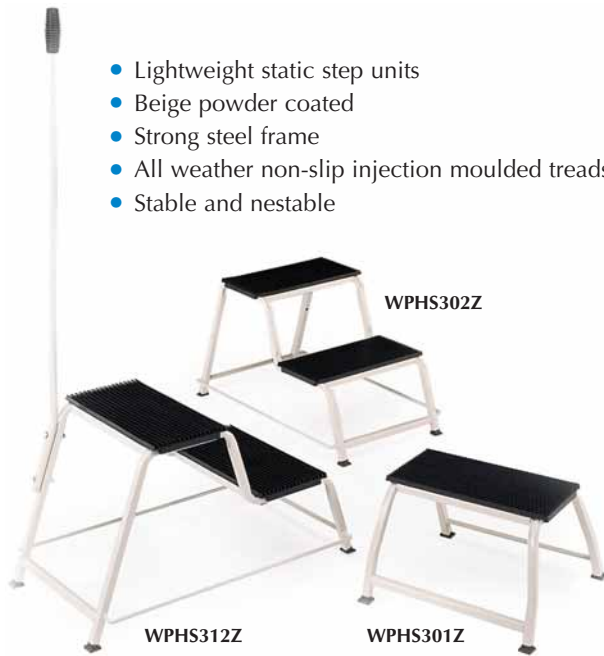 • Lightweight static step units
• Beige powder coated
• Strong steel frame
• All weather non-slip injection moulded treads
• Stable and nestable
WPHS302Z
WPHS312Z
WPHS301Z